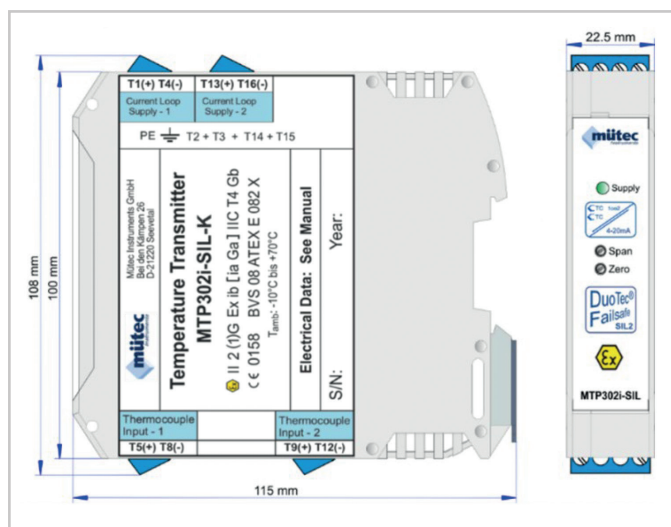 22.5 mm
T1(+) T4(-) T13(+) T16(-)
Current Loop
Supply - 1
Current Loop
Supply - 2
PE T2 + T3 + T14 + T15
108 mm
100 mm
mütec
Mütec Instruments GmbH
Bei den Kämpen 26
D-21220 Seevetal
Temperature Transmitter
MTP302i-SIL-K
Ex II 2 (1)G Ex ib [ia Ga] IIC T4 Gb
CE 0158 BVS 08 ATEX E 082 X
Tamb: -10°C bis +70°C
Electrical Data: See Manual
S/N:
Year:
Thermocouple
Input - 1
Thermocouple
Input - 2
T5(+) T8(-)
T9(+) T12(-)
115 mm
mütec
Supply
TC
TC
4-20mA
Span
Zero
DuoTec®
Failsafe
SIL2
Ex
MTP302i-SIL